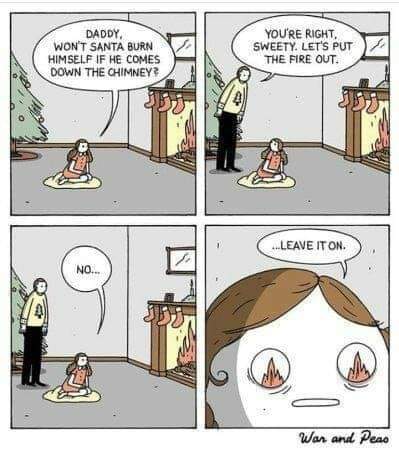 DADDY,
WON'T SANTA BURN
HIMSELF IF HE COMES
DOWN THE CHIMNEY?
YOU'RE RIGHT,
SWEETY. LET'S PUT
THE FIRE OUT.
NO...
...LEAVE IT ON.
War and Peas